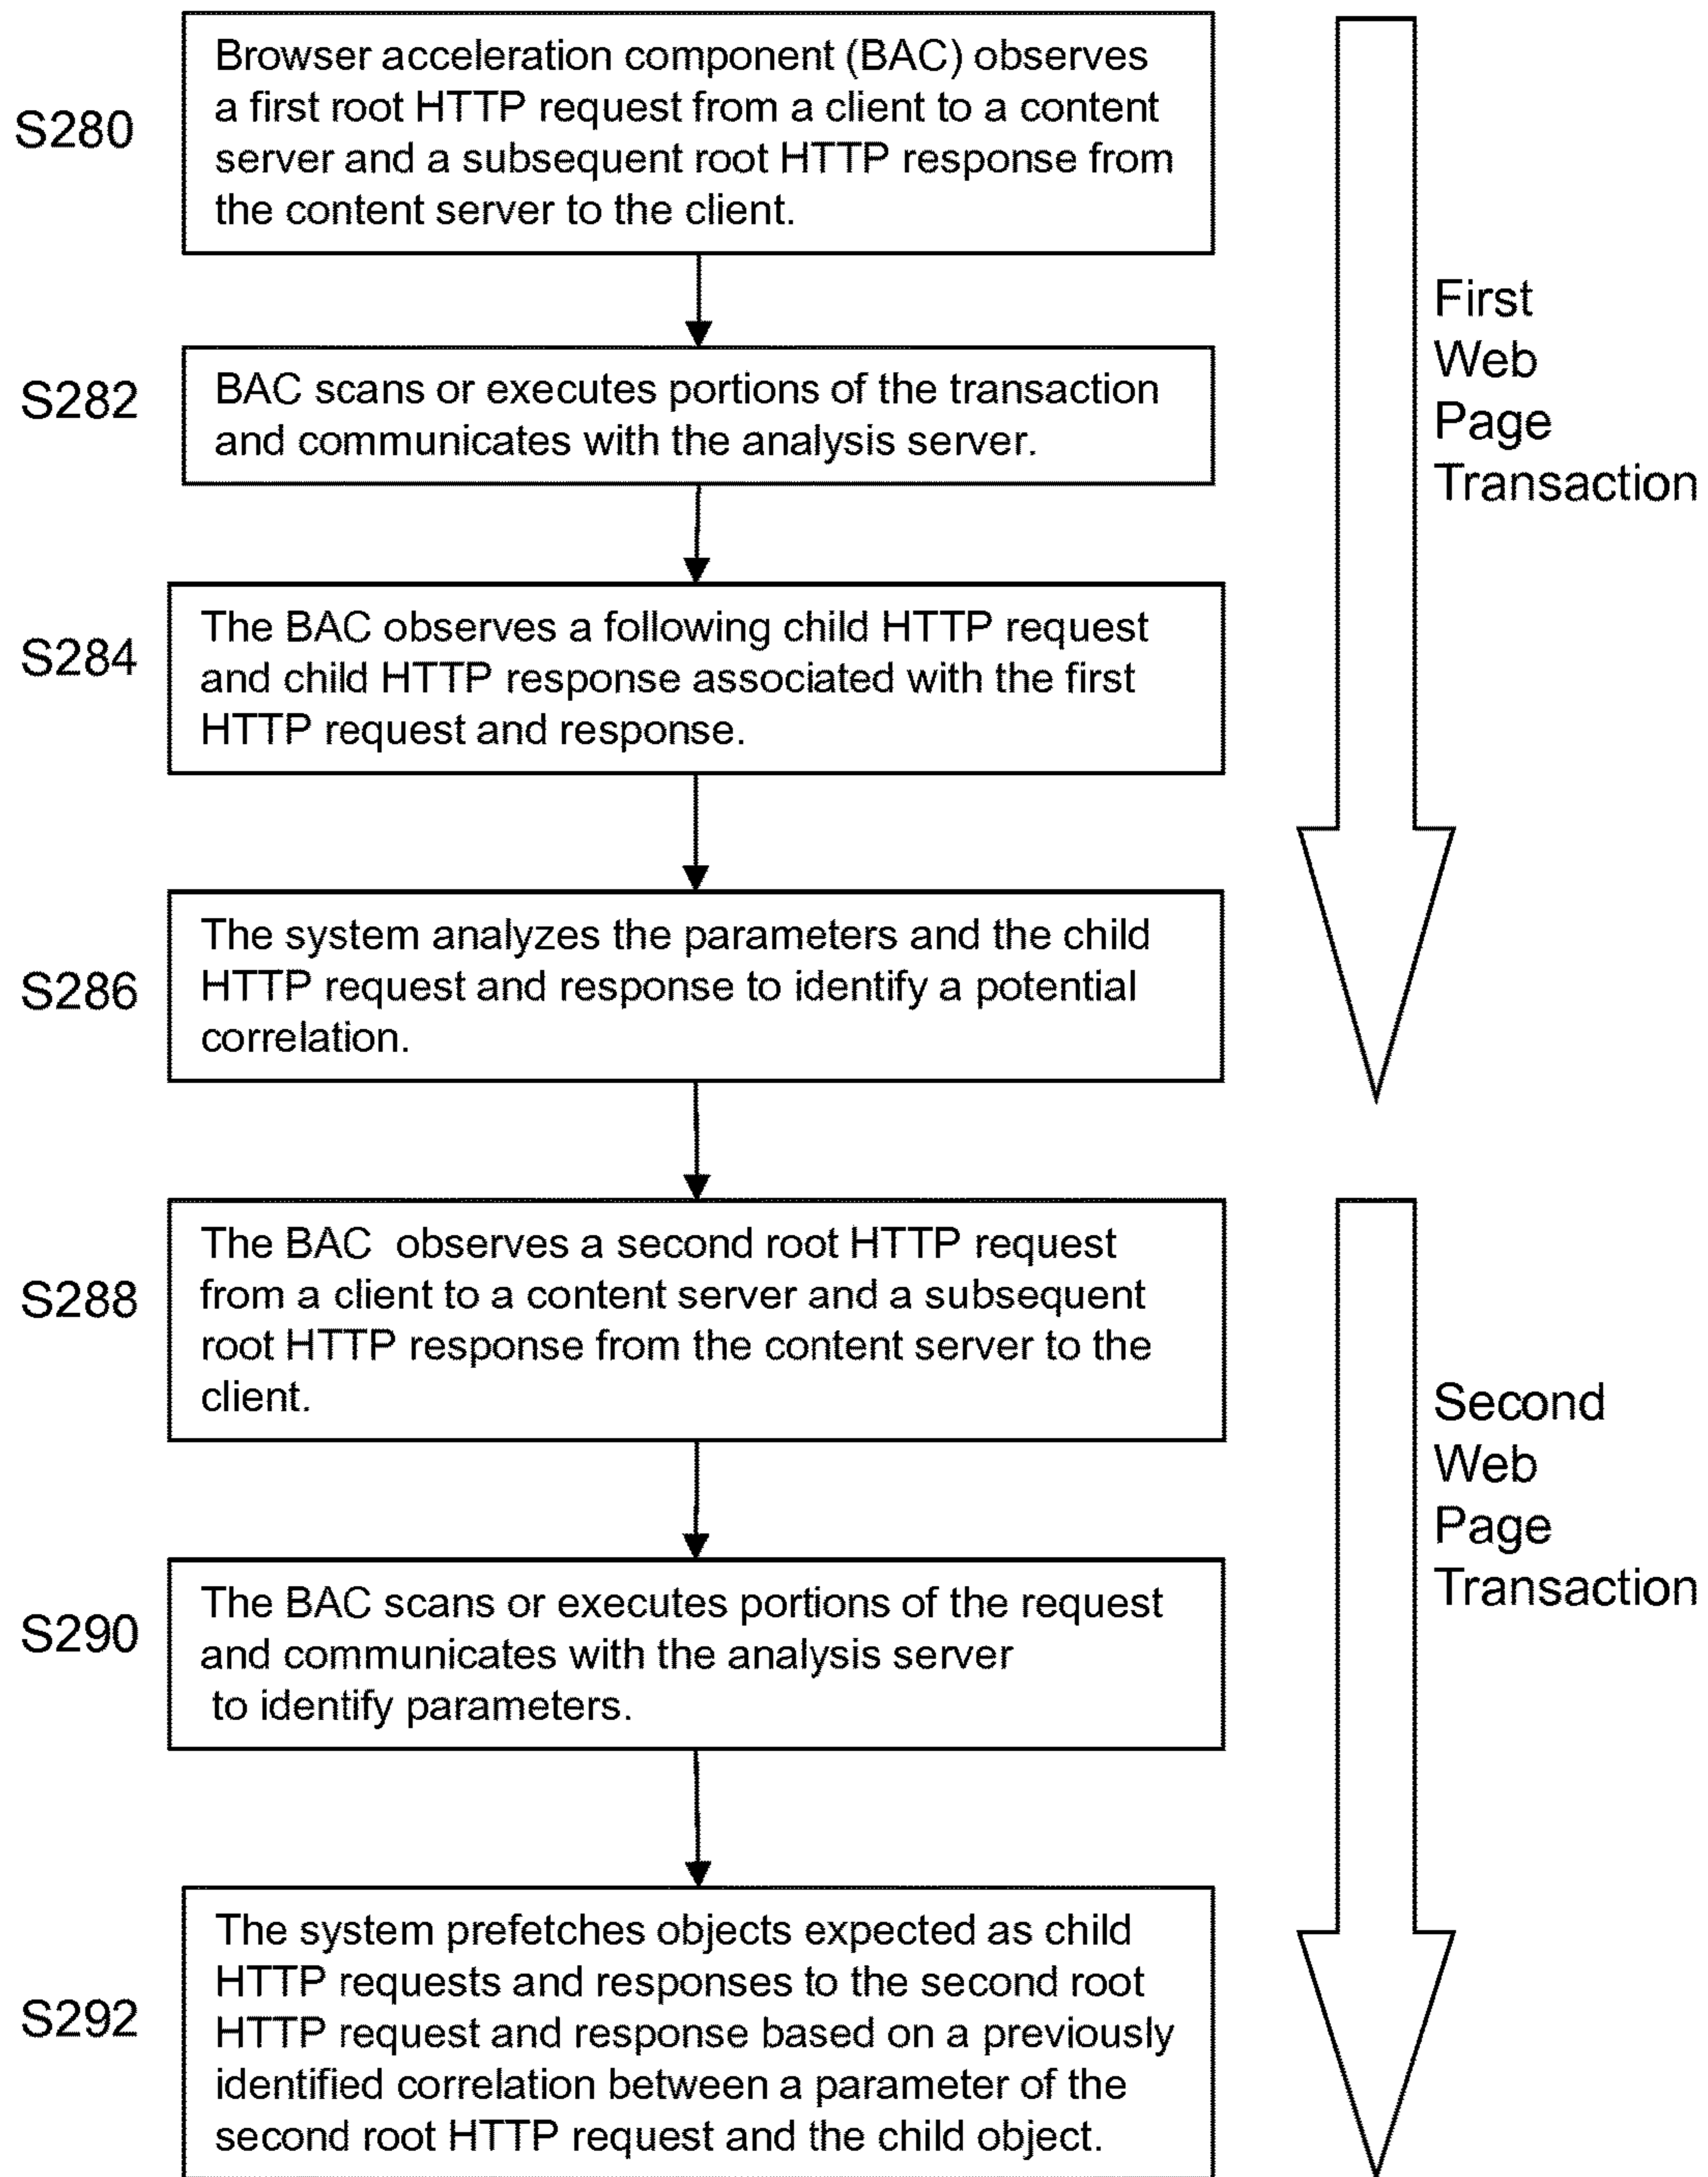 S280
Browser acceleration component (BAC) observes
a first root HTTP request from a client to a content
server and a subsequent root HTTP response from
the content server to the client.
First
Web
Page
Transaction
S282
BAC scans or executes portions of the transaction
and communicates with the analysis server.
S284
The BAC observes a following child HTTP request
and child HTTP response associated with the first
HTTP request and response.
S286
The system analyzes the parameters and the child
HTTP request and response to identify a potential
correlation.
S288
The BAC  observes a second root HTTP request
from a client to a content server and a subsequent
root HTTP response from the content server to the
client.
Second
Web
Page
Transaction
S290
The BAC scans or executes portions of the request
and communicates with the analysis server
to identify parameters.
S292
The system prefetches objects expected as child
HTTP requests and responses to the second root
HTTP request and response based on a previously
identified correlation between a parameter of the
second root HTTP request and the child object.